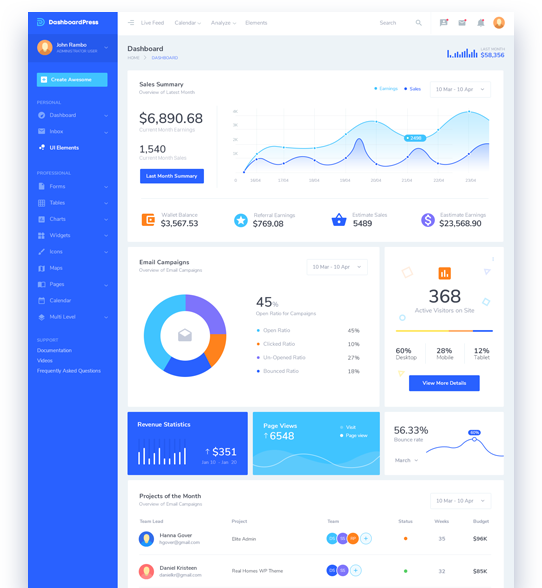 DashboardPress
Live Feed Calendar Analyze Elements Search
John Rambo
ADMINISTRATOR USER
Dashboard
HOME > DASHBOARD
LAST MONTH
$58,356
Create Awesome
PERSONAL
Dashboard
Inbox
UI Elements
PROFESSIONAL
Forms
Tables
Charts
Widgets
Icons
Maps
Pages
Calendar
Multi Level
SUPPORT
Documentation
Videos
Frequently Asked Questions
Sales Summary
Overview of Latest Month
Earnings Sales 10 Mar - 10 Apr
$6,890.68
Current Month Earnings
1,540
Current Month Sales
Last Month Summary
Wallet Balance
$3,567.53
Referral Earnings
$769.08
Estimate Sales
5489
Eastimate Earnings
$23,568.90
Email Campaigns
Overview of Email Campaigns
10 Mar - 10 Apr
45%
Open Ratio for Campaigns
Open Ratio 45%
Clicked Ratio 10%
Un-Opened Ratio 27%
Bounced Ratio 18%
368
Active Visitors on Site
60% 28% 12%
Desktop Mobile Tablet
View More Details
Revenue Statistics
↑ $351
Jan 10 - Jan 20
Page Views
↑ 6548
Visit
Page view
56.33%
Bounce rate
March
Projects of the Month
Overview of Email Campaigns
10 Mar - 10 Apr
Team Lead Project Team Status Weeks Budget
Hanna Gover
hgover@gmail.com
Elite Admin 35 $96K
Daniel Kristeen
danielkr@gmail.com
Real Homes WP Theme 32 $85K